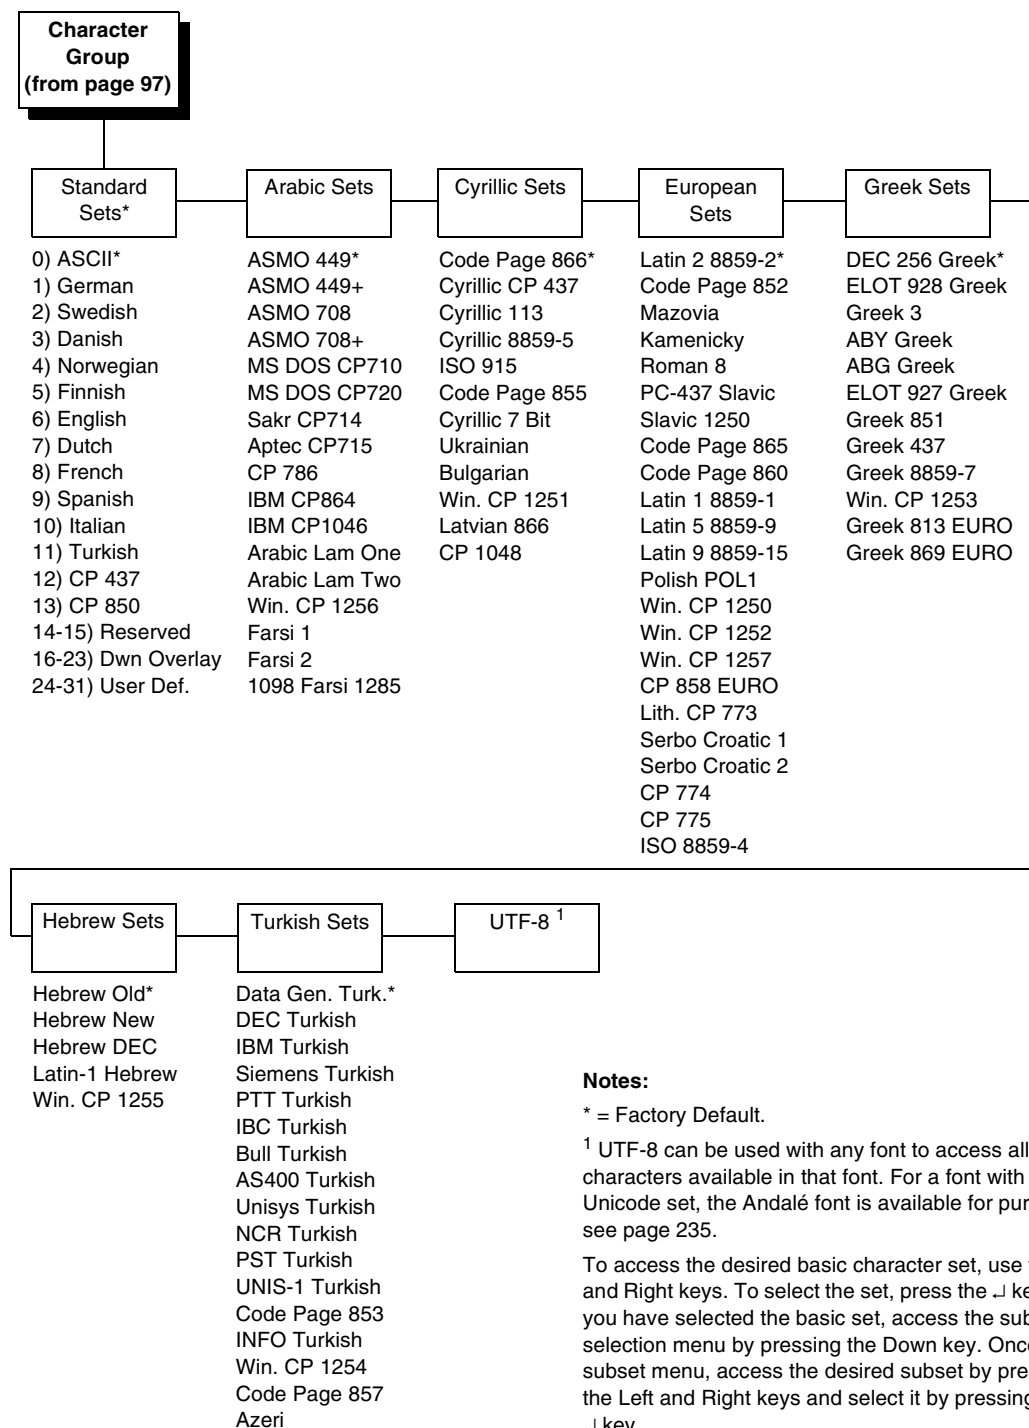 Character
Group
(from page 97)
Standard
Sets*
0) ASCII*
1) German
2) Swedish
3) Danish
4) Norwegian
5) Finnish
6) English
7) Dutch
8) French
9) Spanish
10) Italian
11) Turkish
12) CP 437
13) CP 850
14-15) Reserved
16-23) Dwn Overlay
24-31) User Def.
Arabic Sets
ASMO 449*
ASMO 449+
ASMO 708
ASMO 708+
MS DOS CP710
MS DOS CP720
Sakr CP714
Aptec CP715
CP 786
IBM CP864
IBM CP1046
Arabic Lam One
Arabic Lam Two
Win. CP 1256
Farsi 1
Farsi 2
1098 Farsi 1285
Cyrillic Sets
Code Page 866*
Cyrillic CP 437
Cyrillic 113
Cyrillic 8859-5
ISO 915
Code Page 855
Cyrillic 7 Bit
Ukrainian
Bulgarian
Win. CP 1251
Latvian 866
CP 1048
European
Sets
Latin 2 8859-2*
Code Page 852
Mazovia
Kamenicky
Roman 8
PC-437 Slavic
Slavic 1250
Code Page 865
Code Page 860
Latin 1 8859-1
Latin 5 8859-9
Latin 9 8859-15
Polish POL1
Win. CP 1250
Win. CP 1252
Win. CP 1257
CP 858 EURO
Lith. CP 773
Serbo Croatic 1
Serbo Croatic 2
CP 774
CP 775
ISO 8859-4
Greek Sets
DEC 256 Greek*
ELOT 928 Greek
Greek 3
ABY Greek
ABG Greek
ELOT 927 Greek
Greek 851
Greek 437
Greek 8859-7
Win. CP 1253
Greek 813 EURO
Greek 869 EURO
Hebrew Sets
Hebrew Old*
Hebrew New
Hebrew DEC
Latin-1 Hebrew
Win. CP 1255
Turkish Sets
Data Gen. Turk.*
DEC Turkish
IBM Turkish
Siemens Turkish
PTT Turkish
IBC Turkish
Bull Turkish
AS400 Turkish
Unisys Turkish
NCR Turkish
PST Turkish
UNIS-1 Turkish
Code Page 853
INFO Turkish
Win. CP 1254
Code Page 857
Azeri
UTF-8 1
Notes:
* = Factory Default.
1 UTF-8 can be used with any font to access all
characters available in that font. For a font with
Unicode set, the Andalé font is available for
see page 235.
To access the desired basic character set, use
and Right keys. To select the set, press the ↵
you have selected the basic set, access the
selection menu by pressing the Down key.
subset menu, access the desired subset by
the Left and Right keys and select it by pressing
↵ key.